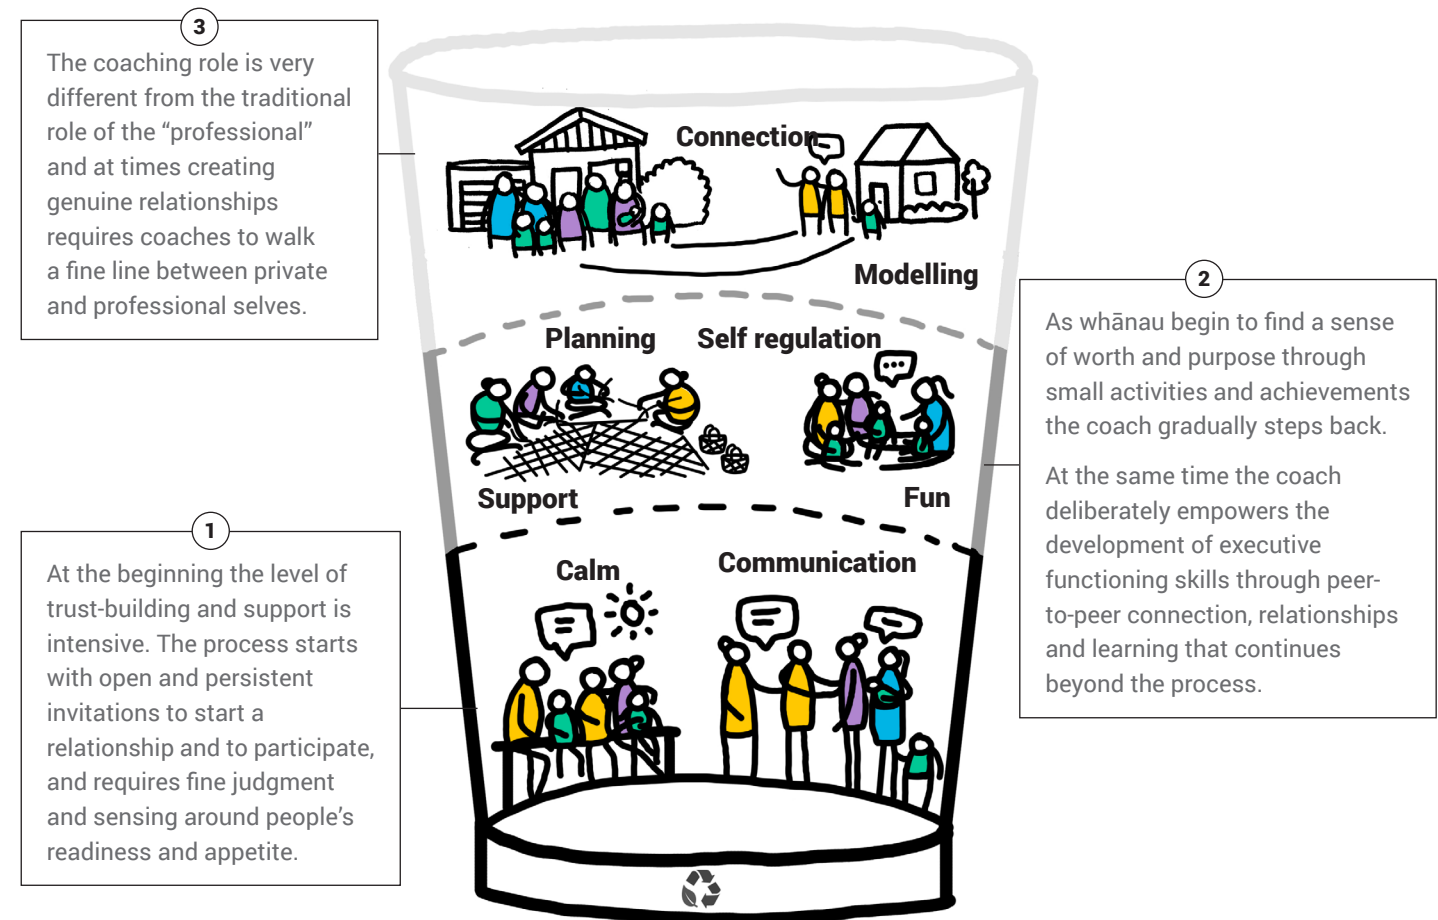 3
The coaching role is very
different from the traditional
role of the “professional”
and at times creating
genuine relationships
requires coaches to walk
a fine line between private
and professional selves.
Connection
Modelling
2
As whānau begin to find a sense
of worth and purpose through
small activities and achievements
the coach gradually steps back.
At the same time the coach
deliberately empowers the
development of executive
functioning skills through peer-
to-peer connection, relationships
and learning that continues
beyond the process.
Planning
Self regulation
Support
Fun
1
At the beginning the level of
trust-building and support is
intensive. The process starts
with open and persistent
invitations to start a
relationship and to participate,
and requires fine judgment
and sensing around people’s
readiness and appetite.
Calm
Communication